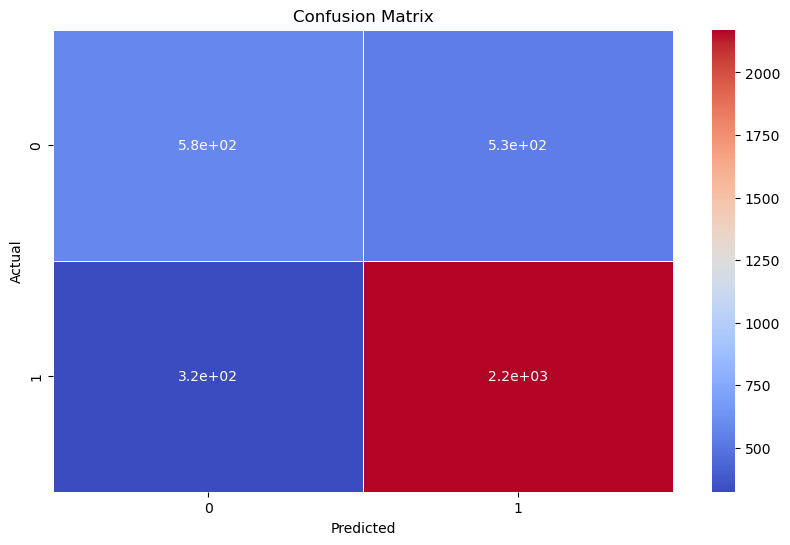 Confusion Matrix
Actual
0
5.8e+02
5.3e+02
1
3.2e+02
2.2e+03
0
1
Predicted
2000
1750
1500
1250
1000
750
500